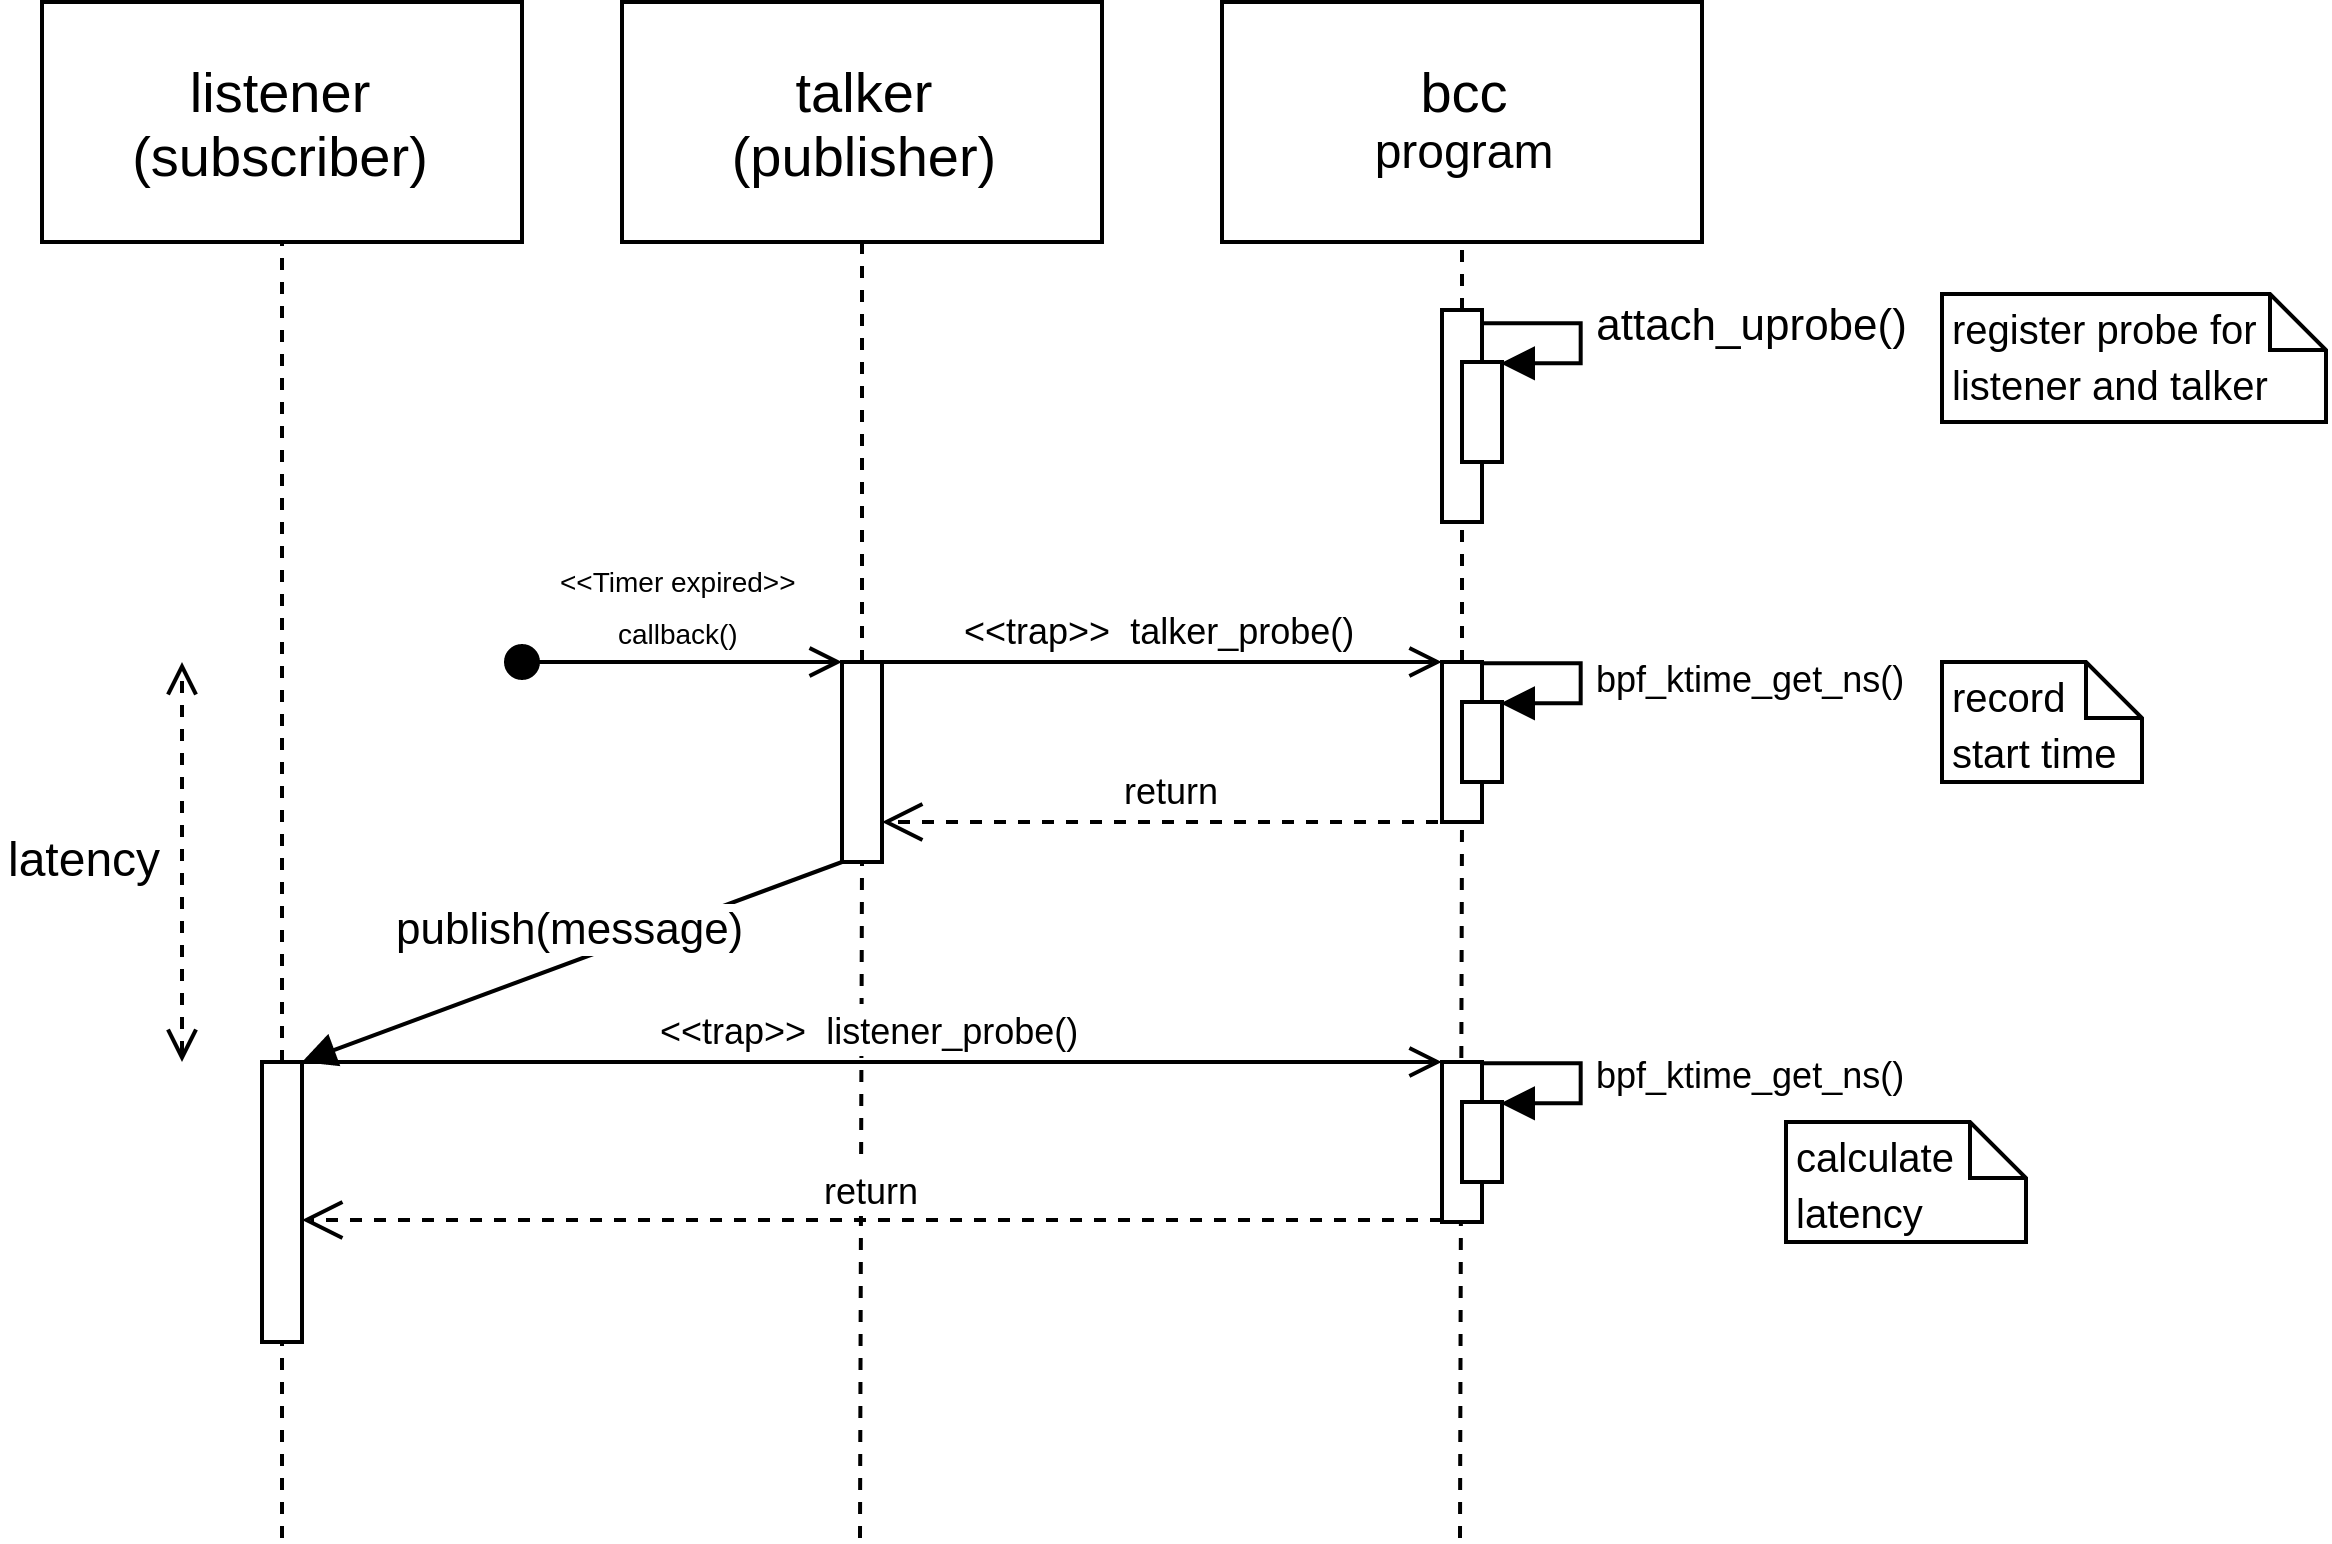 listener
(subscriber)
talker
(publisher)
bcc
program
attach_uprobe()
register probe for
listener and talker
<<Timer expired>>
callback()
<<trap>>  talker_probe()
bpf_ktime_get_ns()
record
start time
return
latency
publish(message)
<<trap>>  listener_probe()
bpf_ktime_get_ns()
calculate
latency
return